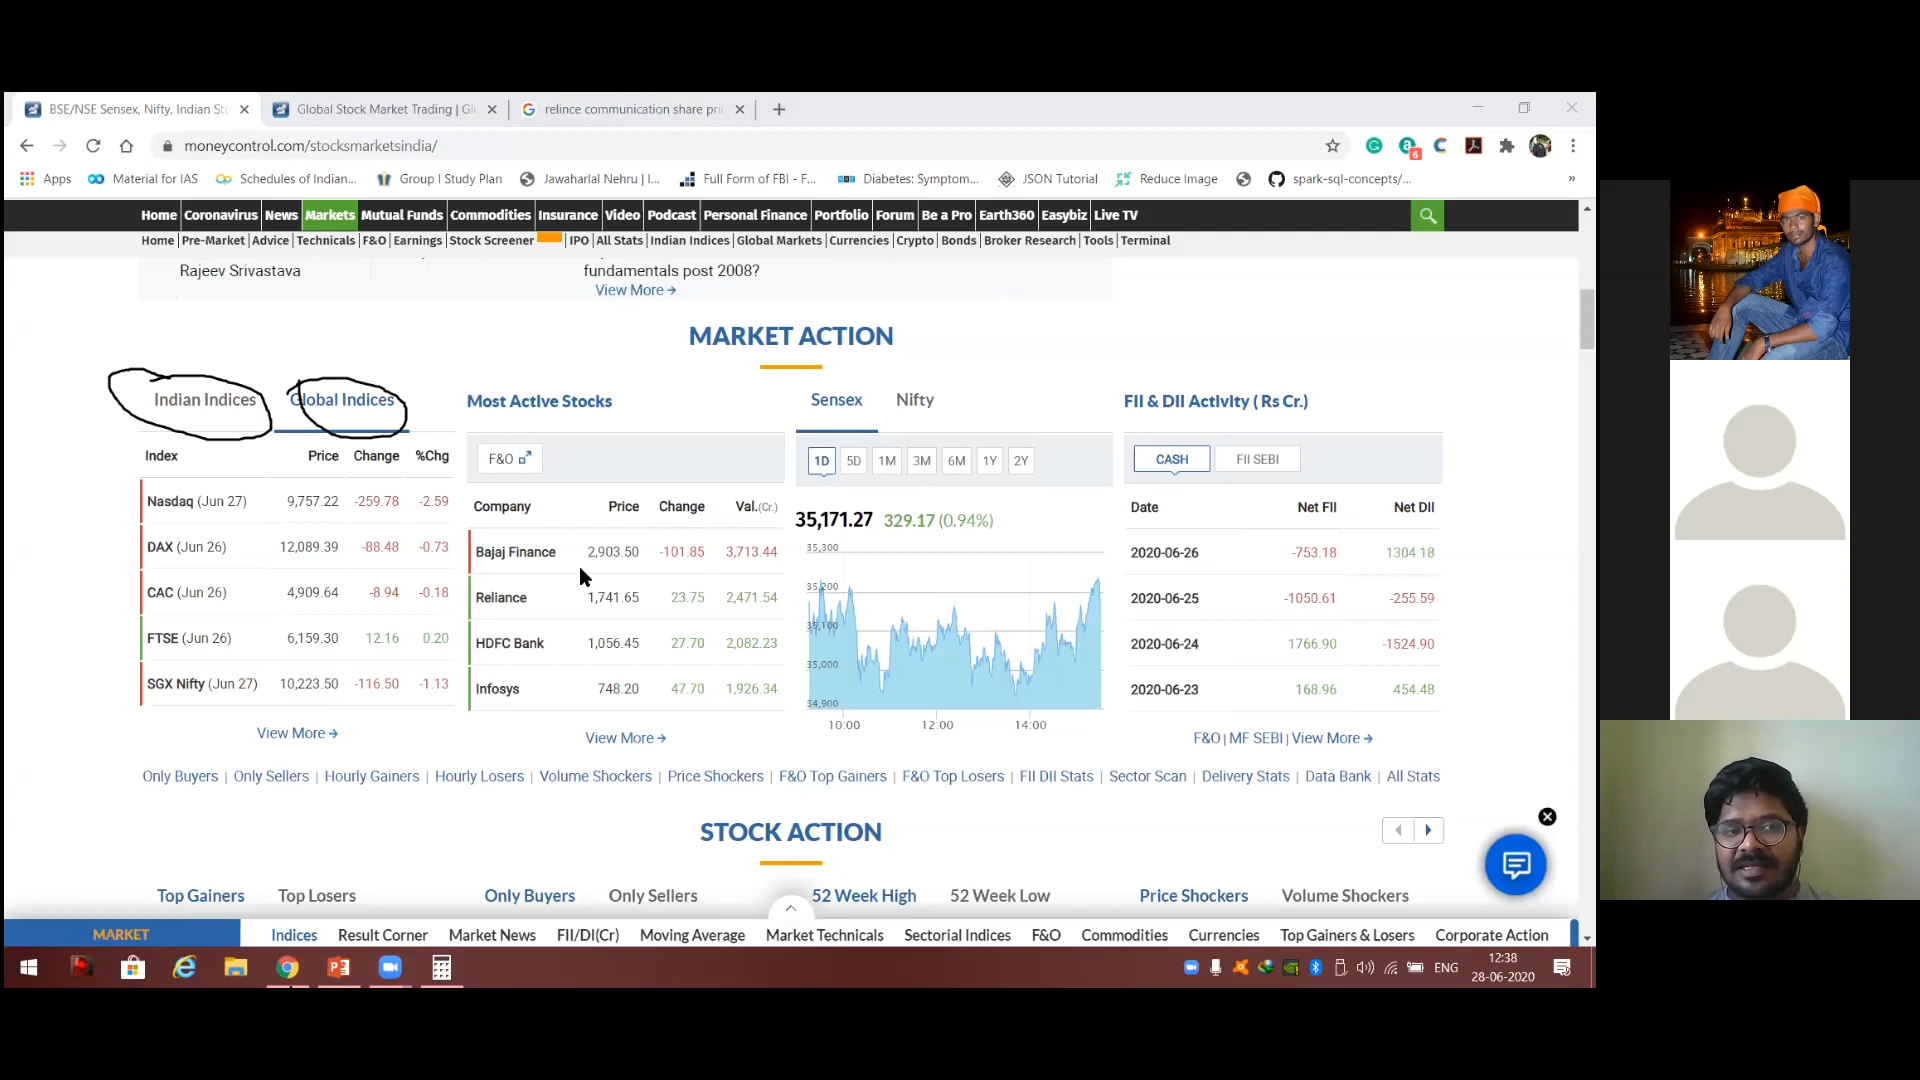 BSE/NSE Sensex, Nifty, Indian Sto
Global Stock Market Trading | Glo
relince communication share pric
moneycontrol.com/stocksmarketsindia/
6
Apps
Material for IAS
Schedules of Indian...
Group I Study Plan
Jawaharlal Nehru | I...
Full Form of FBI - F...
Diabetes: Symptom...
JSON Tutorial
Reduce Image
spark-sql-concepts/...
»
Home Coronavirus News Markets Mutual Funds Commodities Insurance Video Podcast Personal Finance Portfolio Forum Be a Pro Earth360 Easybiz Live TV
Home Pre-Market Advice Technicals F&O Earnings Stock Screener IPO All Stats Indian Indices Global Markets Currencies Crypto Bonds Broker Research Tools Terminal
Rajeev Srivastava
fundamentals post 2008?
View More
MARKET ACTION
Indian Indices Global Indices
Index Price Change %Chg
Nasdaq (Jun 27) 9,757.22 -259.78 -2.59
DAX (Jun 26) 12,089.39 -88.48 -0.73
CAC (Jun 26) 4,909.64 -8.94 -0.18
FTSE (Jun 26) 6,159.30 12.16 0.20
SGX Nifty (Jun 27) 10,223.50 -116.50 -1.13
View More
Most Active Stocks
F&O
Company Price Change Val.(Cr.)
Bajaj Finance 2,903.50 -101.85 3,713.44
Reliance 1,741.65 23.75 2,471.54
HDFC Bank 1,056.45 27.70 2,082.23
Infosys 748.20 47.70 1,926.34
View More
Sensex Nifty
1D 5D 1M 3M 6M 1Y 2Y
35,171.27 329.17 (0.94%)
35,300
35,200
35,100
35,000
34,900
10:00 12:00 14:00
FII & DII Activity ( Rs Cr.)
CASH FII SEBI
Date Net FII Net DII
2020-06-26 -753.18 1304.18
2020-06-25 -1050.61 -255.59
2020-06-24 1766.90 -1524.90
2020-06-23 168.96 454.48
F&O | MF SEBI | View More
Only Buyers | Only Sellers | Hourly Gainers | Hourly Losers | Volume Shockers | Price Shockers | F&O Top Gainers | F&O Top Losers | FII DII Stats | Sector Scan | Delivery Stats | Data Bank | All Stats
STOCK ACTION
Top Gainers Top Losers
Only Buyers Only Sellers
52 Week High 52 Week Low
Price Shockers Volume Shockers
MARKET
Indices Result Corner Market News FII/DI(Cr) Moving Average Market Technicals Sectorial Indices F&O Commodities Currencies Top Gainers & Losers Corporate Action
ENG
12:38
28-06-2020